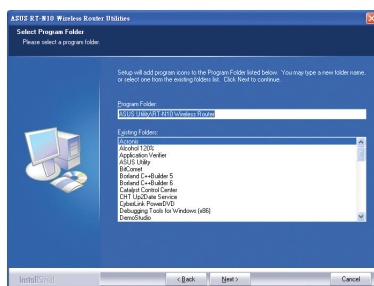 ASUS RT-N10 Wireless Router Utilities
Select Program Folder
Please select a program folder.
Setup will add program icons to the Program Folder listed below. You may type a new folder name, or select one from the existing folders list. Click Next to continue.
Program Folder:
ASUS Utility\RT-N10 Wireless Router
Existing Folders:
Acronis
Alcohol 120%
Application Verifier
ASUS Utility
BitComet
Borland C++Builder 5
Borland C++Builder 6
Catalyst Control Center
CHT Up2Date Service
CyberLink PowerDVD
Debugging Tools for Windows (x86)
DemoStudio
InstallShield
< Back
Next >
Cancel